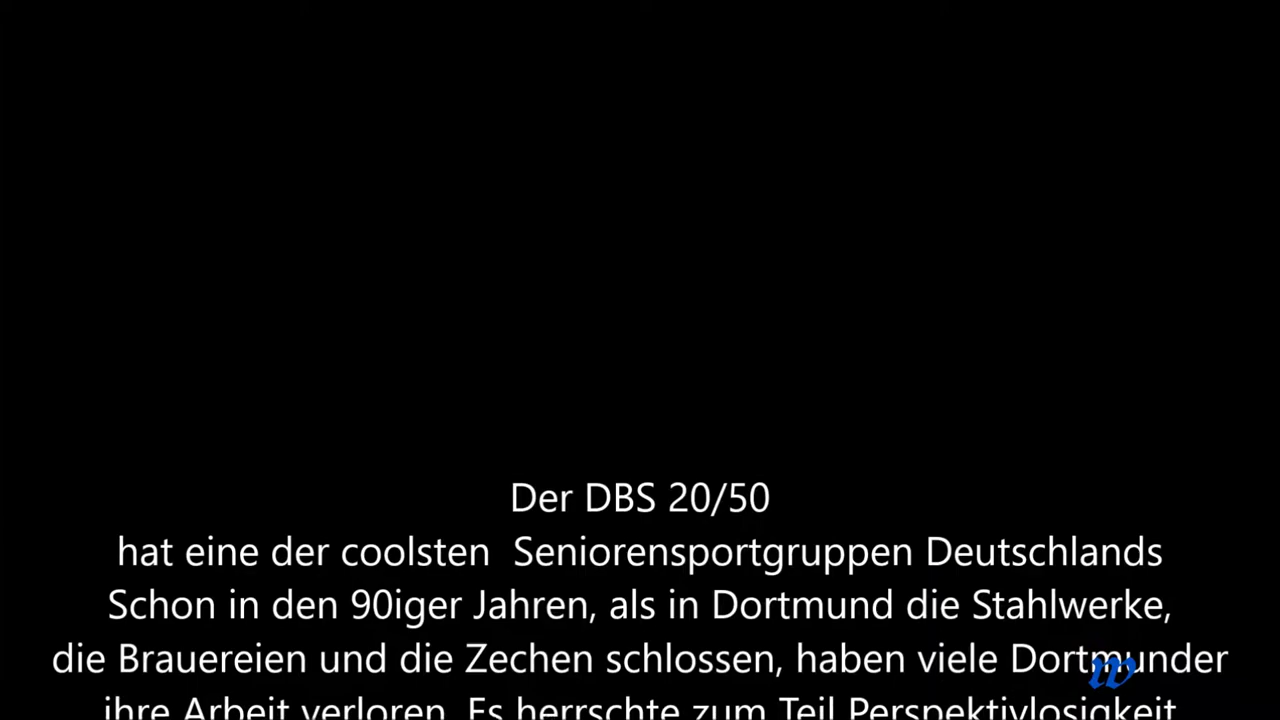 Der DBS 20/50
hat eine der coolsten Seniorensportgruppen Deutschlands
Schon in den 90iger Jahren, als in Dortmund die Stahlwerke,
die Brauereien und die Zechen schlossen, haben viele Dortmunder
ihre Arbeit verloren. Es herrschte zum Teil Perspektivlosigkeit
w